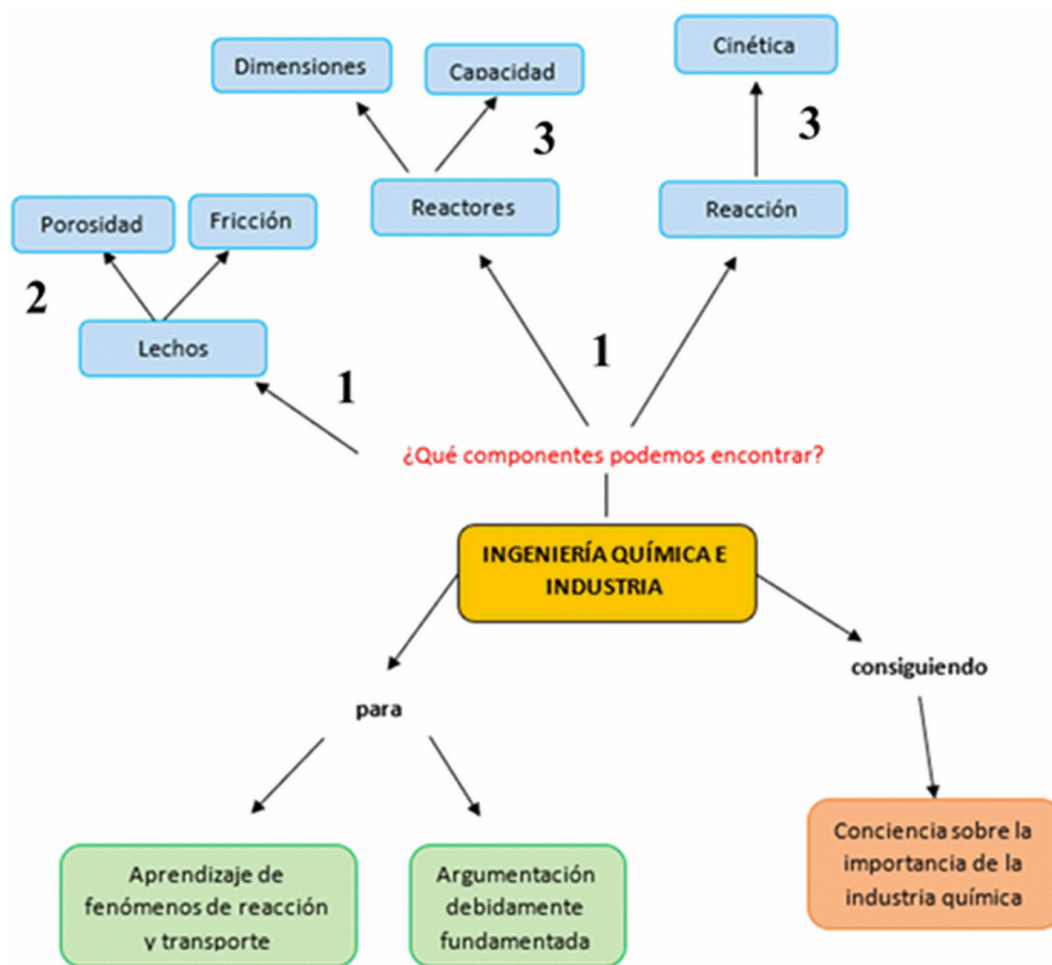 Cinética
Dimensiones
Capacidad
3
3
Reactores
Reacción
Porosidad
Fricción
2
Lechos
1
1
¿Qué componentes podemos encontrar?
INGENIERÍA QUÍMICA E
INDUSTRIA
consiguiendo
para
Aprendizaje de
fenómenos de reacción
y transporte
Argumentación
debidamente
fundamentada
Conciencia sobre la
importancia de la
industria química